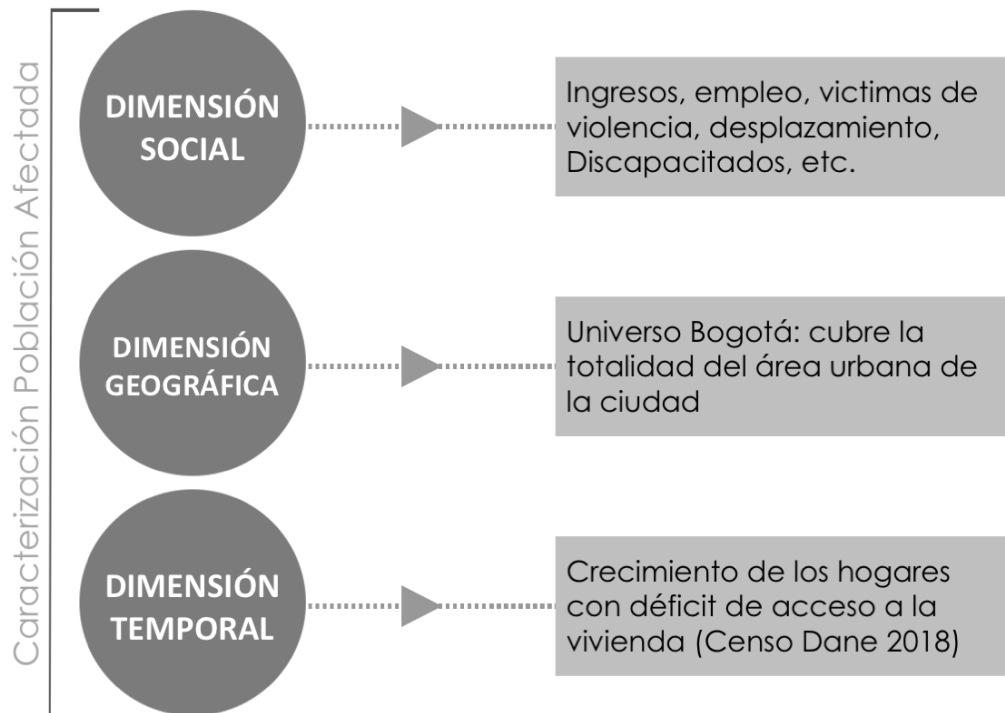 Caracterización Población Afectada
DIMENSIÓN
SOCIAL
Ingresos, empleo, victimas de
violencia, desplazamiento,
Discapacitados, etc.
DIMENSIÓN
GEOGRÁFICA
Universo Bogotá: cubre la
totalidad del área urbana de
la ciudad
DIMENSIÓN
TEMPORAL
Crecimiento de los hogares
con déficit de acceso a la
vivienda (Censo Dane 2018)